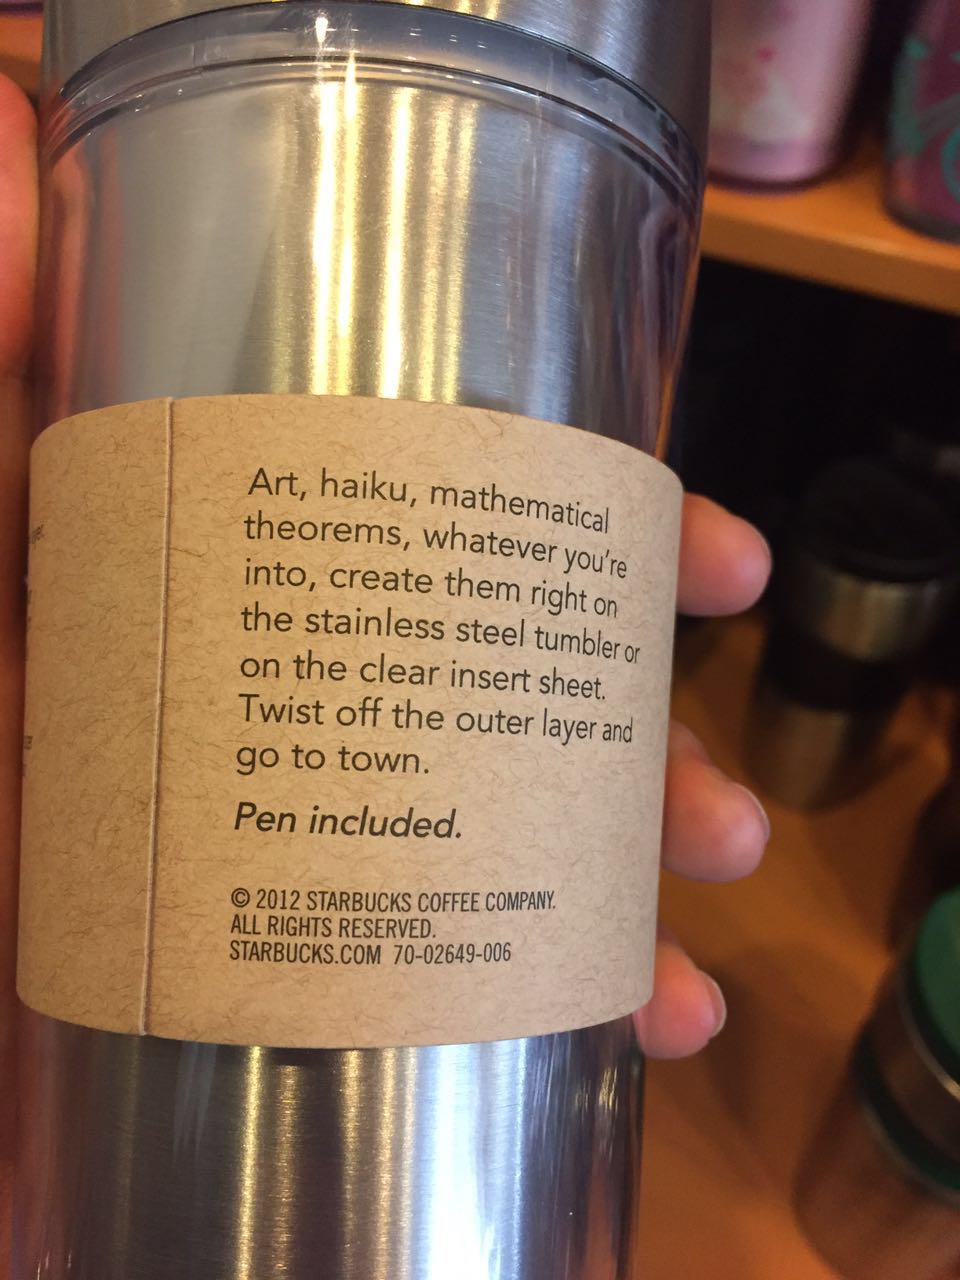 Art, haiku, mathematical
theorems, whatever you're
into, create them right on
the stainless steel tumbler or
on the clear insert sheet.
Twist off the outer layer and
go to town.
Pen included.
© 2012 STARBUCKS COFFEE COMPANY.
ALL RIGHTS RESERVED.
STARBUCKS.COM 70-02649-006